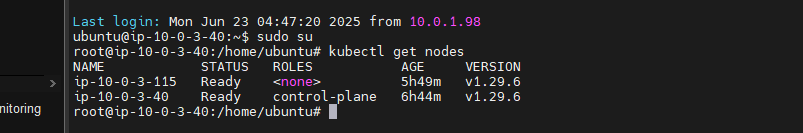 Last login: Mon Jun 23 04:47:20 2025 from 10.0.1.98
ubuntu@ip-10-0-3-40:~$ sudo su
root@ip-10-0-3-40:/home/ubuntu# kubectl get nodes
NAME            STATUS   ROLES           AGE     VERSION
ip-10-0-3-115   Ready    <none>          5h49m   v1.29.6
ip-10-0-3-40    Ready    control-plane   6h44m   v1.29.6
root@ip-10-0-3-40:/home/ubuntu#
nitoring